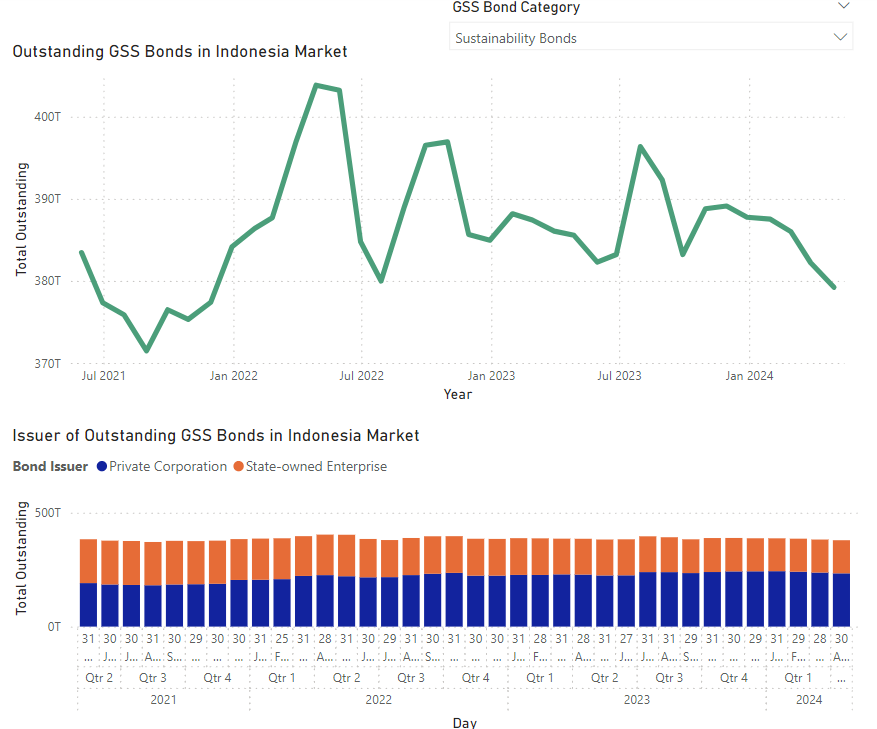 GSS Bond Category
Sustainability Bonds
Outstanding GSS Bonds in Indonesia Market
Total Outstanding
400T
390T
380T
370T
Jul 2021 Jan 2022 Jul 2022 Jan 2023 Jul 2023 Jan 2024
Year
Issuer of Outstanding GSS Bonds in Indonesia Market
Bond Issuer Private Corporation State-owned Enterprise
Total Outstanding
500T
0T
31 30 30 31 30 29 30 30 31 25 31 28 31 30 29 31 30 31 30 30 31 28 31 28 31 27 31 31 29 31 30 29 31 29 28 30
... J... J... A... S... ... ... ... J... F... ... A... ... J... J... A... S... ... ... ... J... F... ... A... ... J... J... A... S... ... ... ... J... F... ... A...
Qtr 2 Qtr 3 Qtr 4 Qtr 1 Qtr 2 Qtr 3 Qtr 4 Qtr 1 Qtr 2 Qtr 3 Qtr 4 Qtr 1 ...
2021 2022 2023 2024
Day